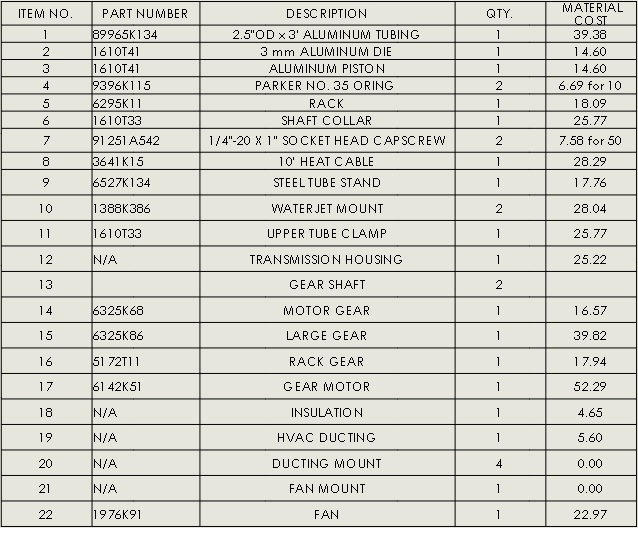 ITEM NO. PART NUMBER DESCRIPTION QTY. MATERIAL COST
1 89965K134 2.5"OD x 3' ALUMINUM TUBING 1 39.38
2 1610T41 3 mm ALUMINUM DIE 1 14.60
3 1610T41 ALUMINUM PISTON 1 14.60
4 9396K115 PARKER NO. 35 ORING 2 6.69 for 10
5 6295K11 RACK 1 18.09
6 1610T33 SHAFT COLLAR 1 25.77
7 91251A542 1/4"-20 X 1" SOCKET HEAD CAPSCREW 2 7.58 for 50
8 3641K15 10' HEAT CABLE 1 28.29
9 6527K134 STEEL TUBE STAND 1 17.76
10 1388K386 WATERJET MOUNT 2 28.04
11 1610T33 UPPER TUBE CLAMP 1 25.77
12 N/A TRANSMISSION HOUSING 1 25.22
13 GEAR SHAFT 2
14 6325K68 MOTOR GEAR 1 16.57
15 6325K86 LARGE GEAR 1 39.82
16 5172T11 RACK GEAR 1 17.94
17 6142K51 GEAR MOTOR 1 52.29
18 N/A INSULATION 1 4.65
19 N/A HVAC DUCTING 1 5.60
20 N/A DUCTING MOUNT 4 0.00
21 N/A FAN MOUNT 1 0.00
22 1976K91 FAN 1 22.97